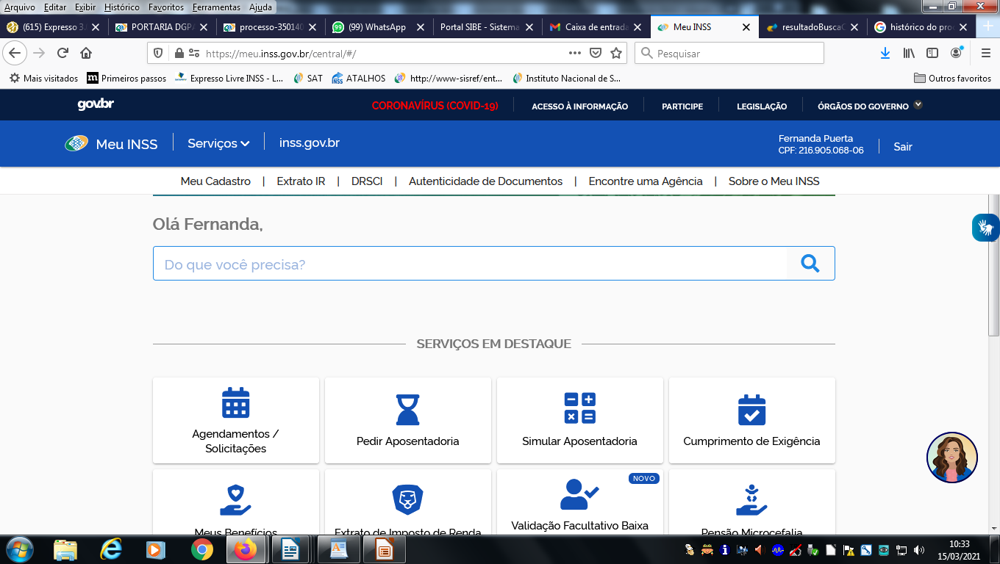 Arquivo Editar Exibir Histórico Favoritos Ferramentas Ajuda
(615) Expresso 3. PORTARIA DGPA processo-350140 (99) WhatsApp Portal SIBE - Sistema Caixa de entrada Meu INSS resultadoBuscaC histórico do pro
https://meu.inss.gov.br/central/#/ Pesquisar
Mais visitados Primeiros passos Expresso Livre INSS - L... SAT ATALHOS http://www-sisref/ent... Instituto Nacional de S... Outros favoritos
gov.br CORONAVÍRUS (COVID-19) ACESSO À INFORMAÇÃO PARTICIPE LEGISLAÇÃO ÓRGÃOS DO GOVERNO
Meu INSS Serviços inss.gov.br
Fernanda Puerta
CPF: 216.905.068-06
Sair
Meu Cadastro | Extrato IR | DRSCI | Autenticidade de Documentos | Encontre uma Agência | Sobre o Meu INSS
Olá Fernanda,
Do que você precisa?
SERVIÇOS EM DESTAQUE
Agendamentos /
Solicitações
Pedir Aposentadoria
Simular Aposentadoria
Cumprimento de Exigência
Meus Benefícios
Extrato de Imposto de Renda
NOVO
Validação Facultativo Baixa
Pensão Microcefalia
10:33
15/03/2021